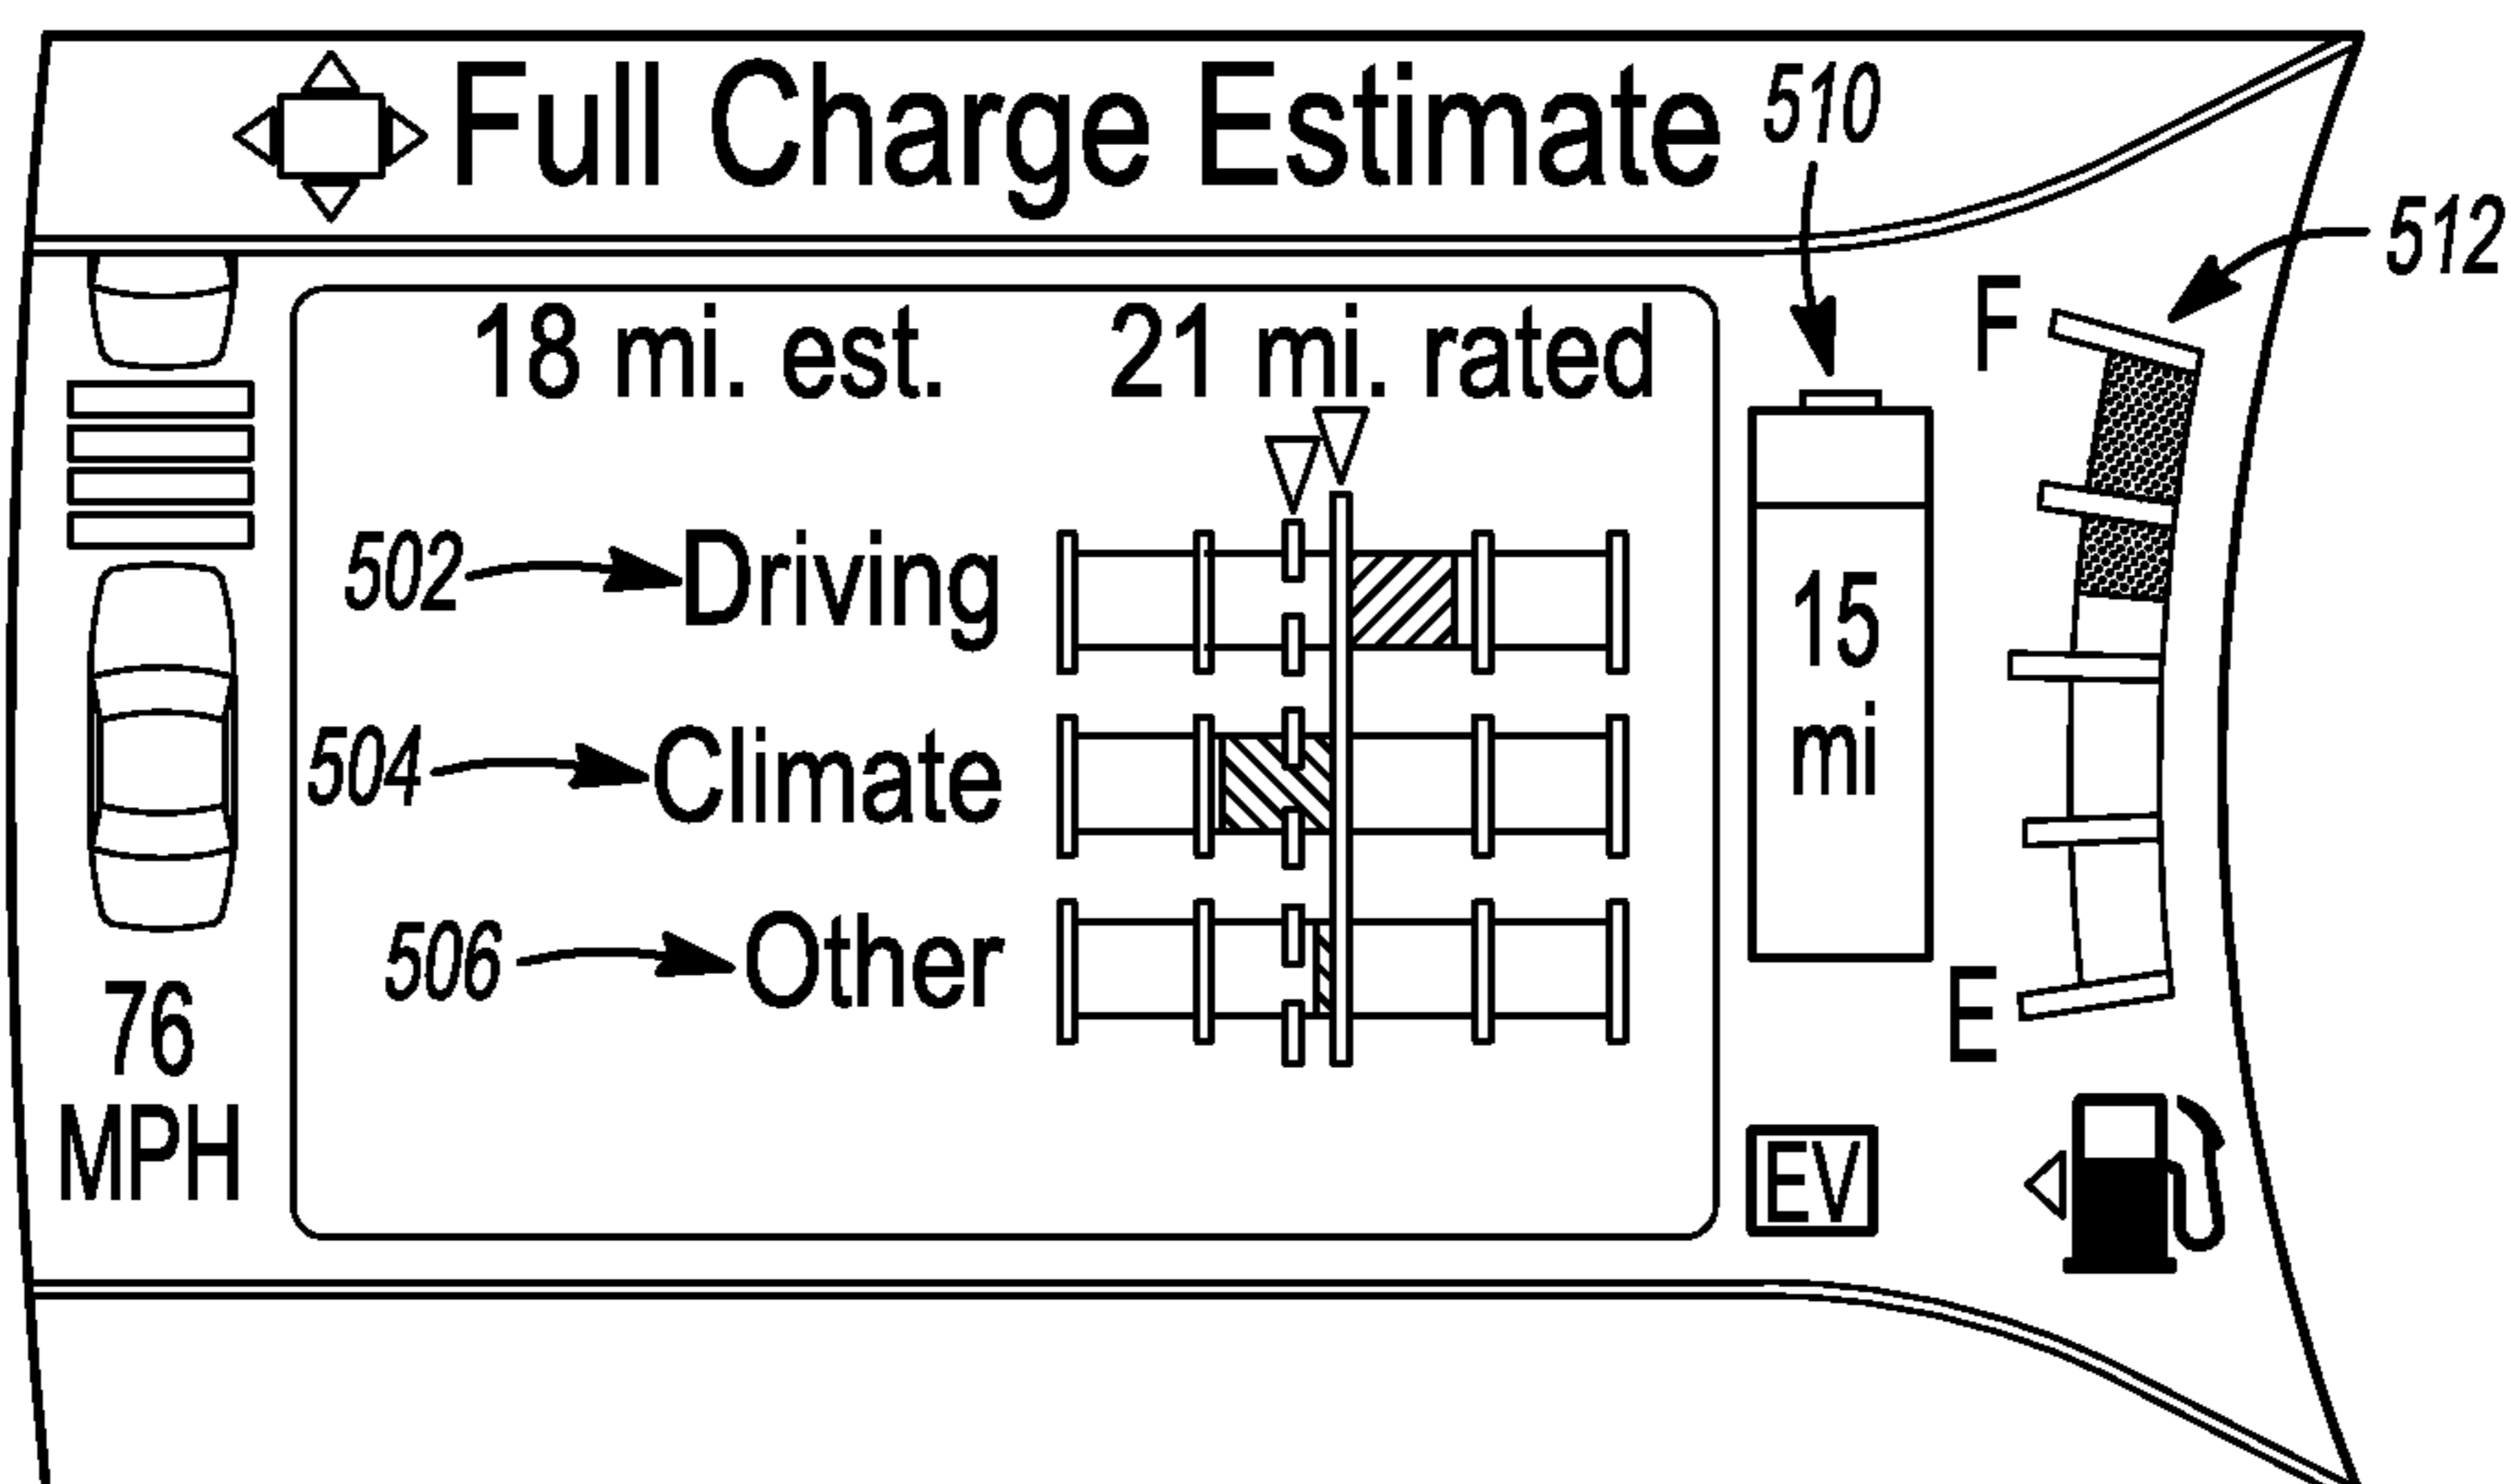 Full Charge Estimate
510
512
18 mi. est.
21 mi. rated
F
502
Driving
15
mi
504
Climate
506
Other
E
76
MPH
EV